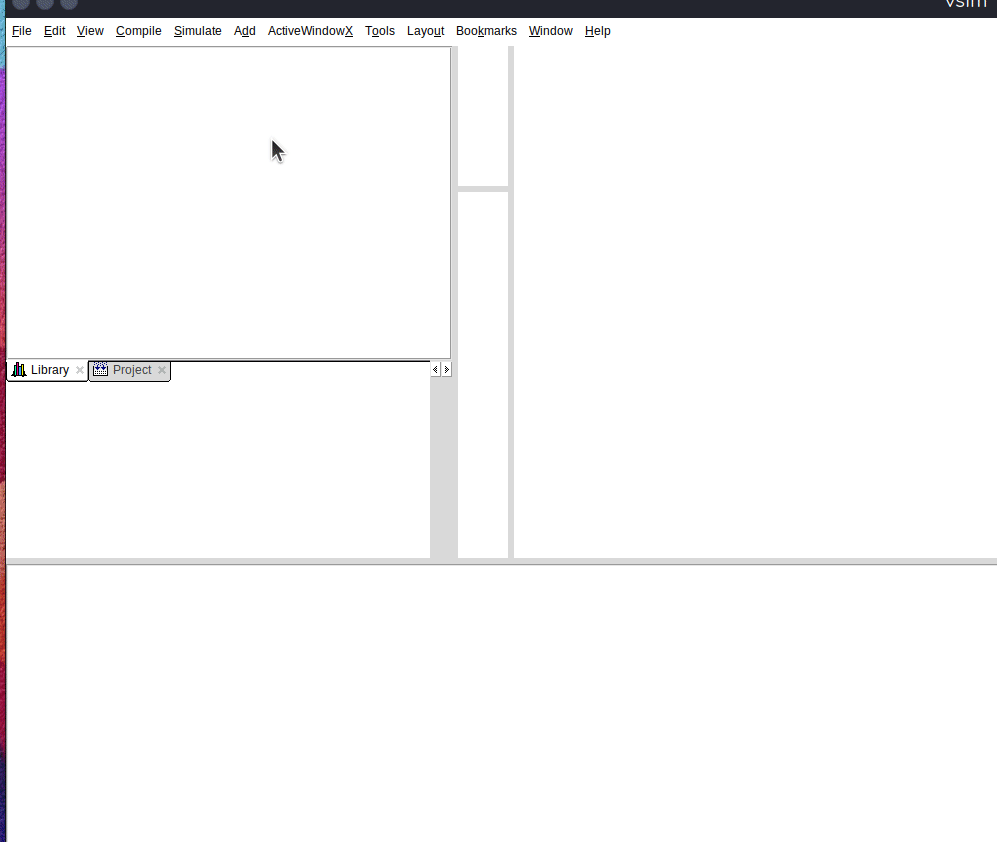 vsim
File Edit View Compile Simulate Add ActiveWindowX Tools Layout Bookmarks Window Help
Library Project